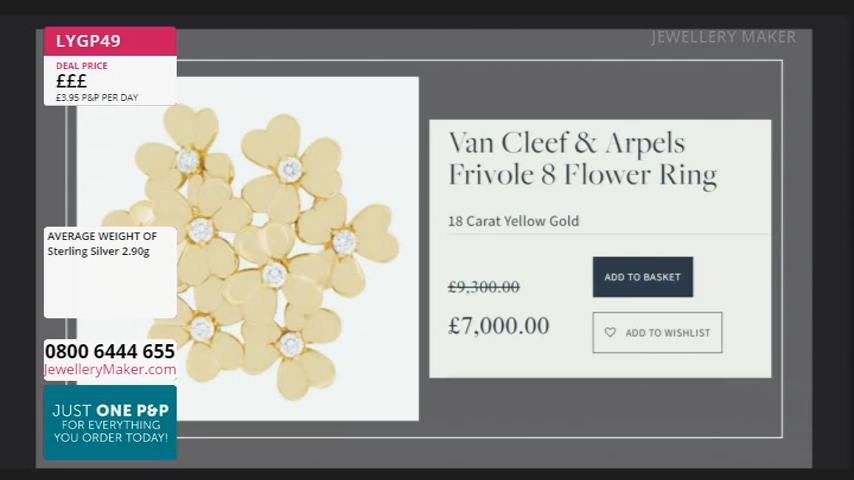 JEWELLERY MAKER
LYGP49
DEAL PRICE
£££
£3.95 P&P PER DAY
Van Cleef & Arpels
Frivole 8 Flower Ring
18 Carat Yellow Gold
£9,300.00
ADD TO BASKET
£7,000.00
ADD TO WISHLIST
AVERAGE WEIGHT OF
Sterling Silver 2.90g
0800 6444 655
JewelleryMaker.com
JUST ONE P&P
FOR EVERYTHING
YOU ORDER TODAY!